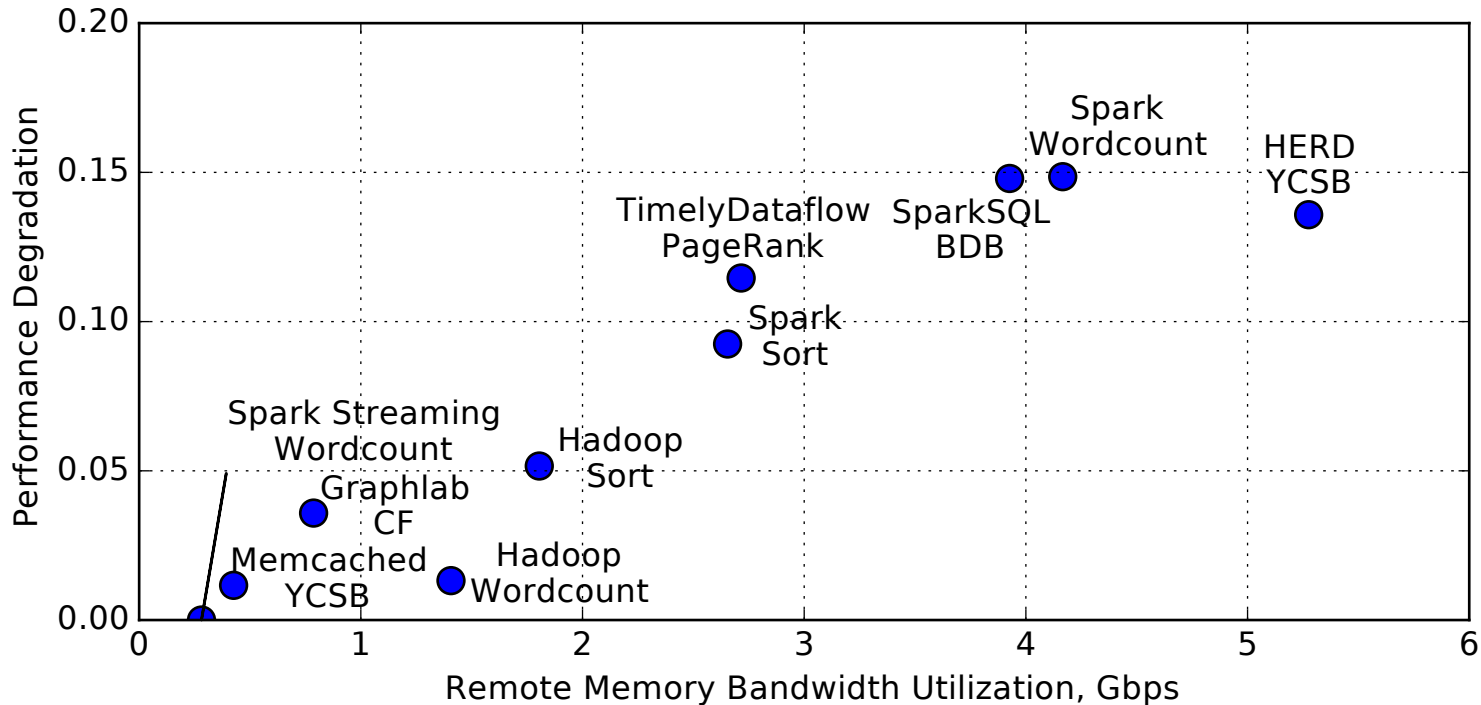 0.20
0.15
0.10
0.05
0.00
Performance Degradation
Spark
Wordcount
HERD
YCSB
TimelyDataflow
PageRank
SparkSQL
BDB
Spark
Sort
Spark Streaming
Wordcount
Hadoop
Sort
Graphlab
CF
Memcached
YCSB
Hadoop
Wordcount
0 1 2 3 4 5 6
Remote Memory Bandwidth Utilization, Gbps